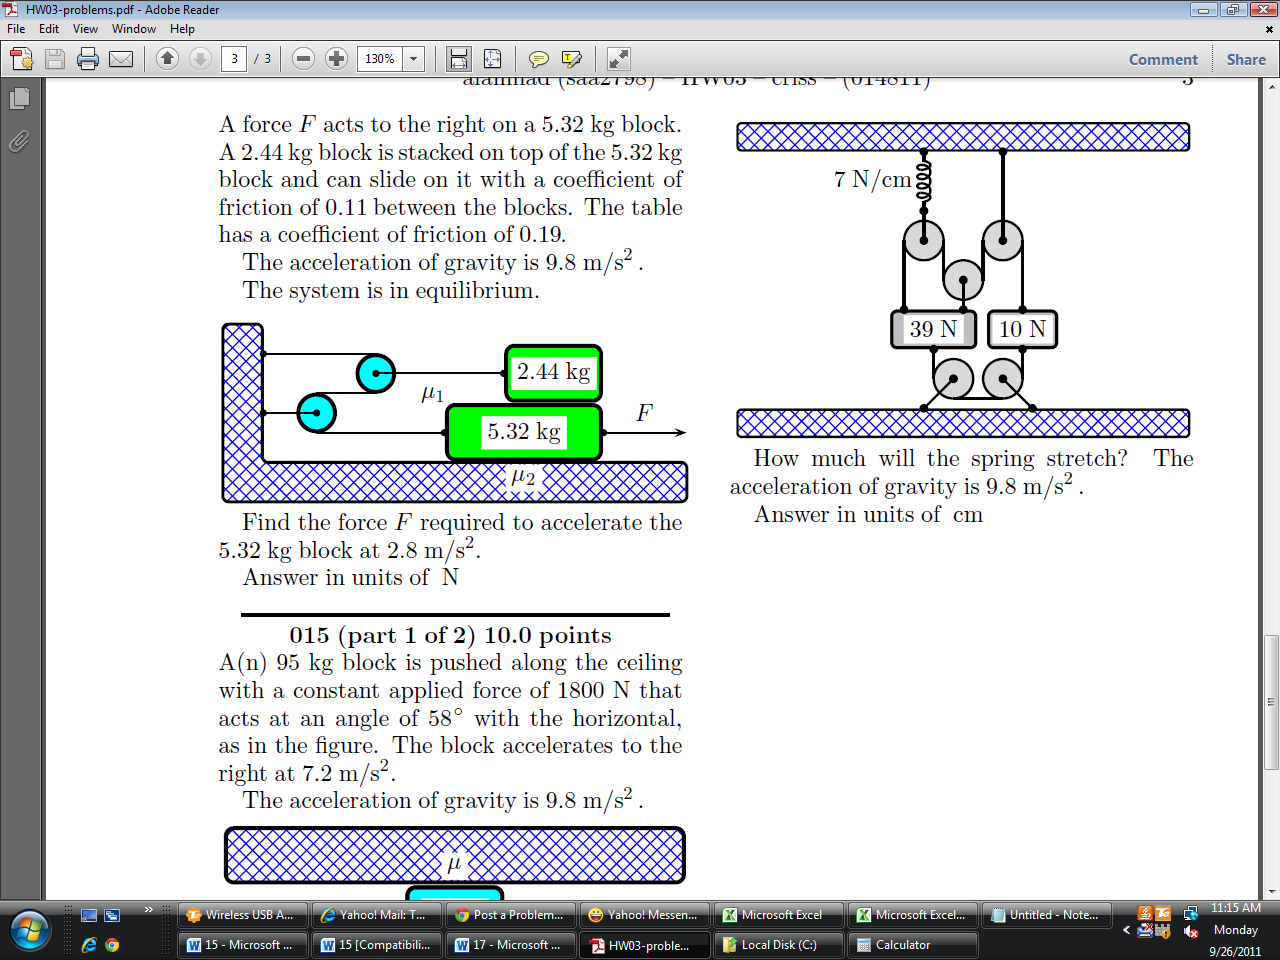 HW03-problems.pdf - Adobe Reader
File Edit View Window Help
3 / 3 130% Comment Share
alahmad (saa2798) – HW03 – criss – (014811) 3
A force F acts to the right on a 5.32 kg block.
A 2.44 kg block is stacked on top of the 5.32 kg
block and can slide on it with a coefficient of
friction of 0.11 between the blocks. The table
has a coefficient of friction of 0.19.
The acceleration of gravity is 9.8 m/s² .
The system is in equilibrium.
2.44 kg
μ₁
F
5.32 kg
μ₂
Find the force F required to accelerate the
5.32 kg block at 2.8 m/s².
Answer in units of N
015 (part 1 of 2) 10.0 points
A(n) 95 kg block is pushed along the ceiling
with a constant applied force of 1800 N that
acts at an angle of 58° with the horizontal,
as in the figure. The block accelerates to the
right at 7.2 m/s².
The acceleration of gravity is 9.8 m/s² .
μ
7 N/cm
39 N 10 N
How much will the spring stretch? The
acceleration of gravity is 9.8 m/s² .
Answer in units of cm
Wireless USB A... Yahoo! Mail: T... Post a Problem... Yahoo! Messen... Microsoft Excel Microsoft Excel... Untitled - Note... 11:15 AM
Monday
15 - Microsoft ... 15 [Compatibili... 17 - Microsoft ... HW03-proble... Local Disk (C:) Calculator
9/26/2011